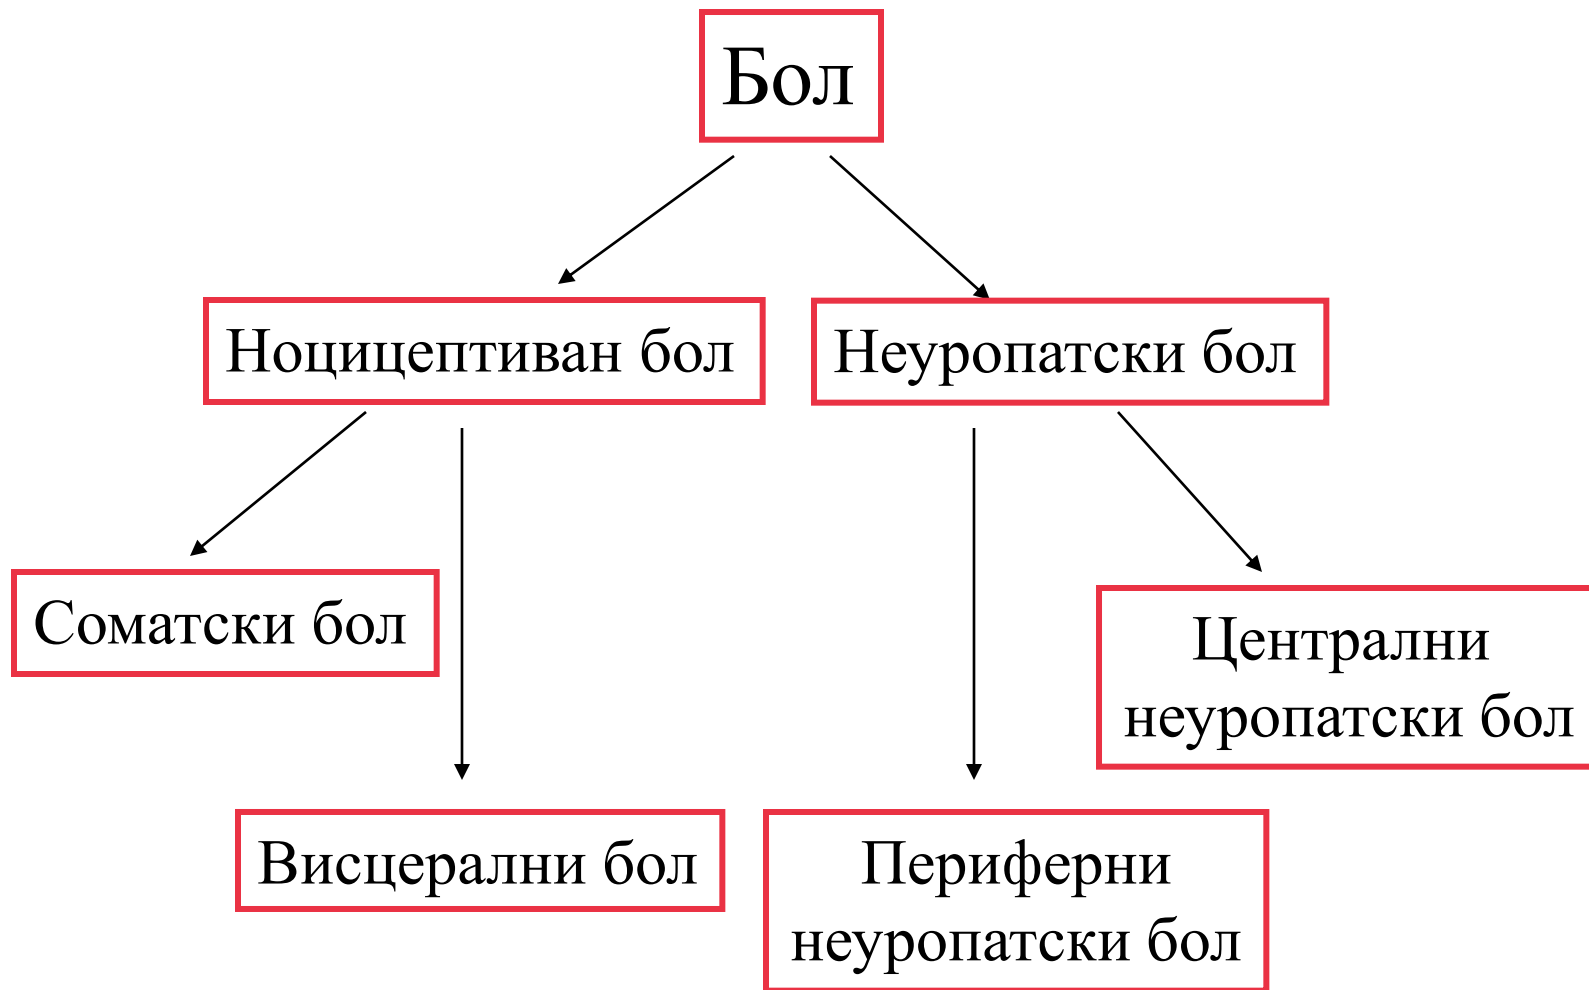 Бол
Ноцицептиван бол
Неуропатски бол
Соматски бол
Централни
неуропатски бол
Висцерални бол
Периферни
неуропатски бол